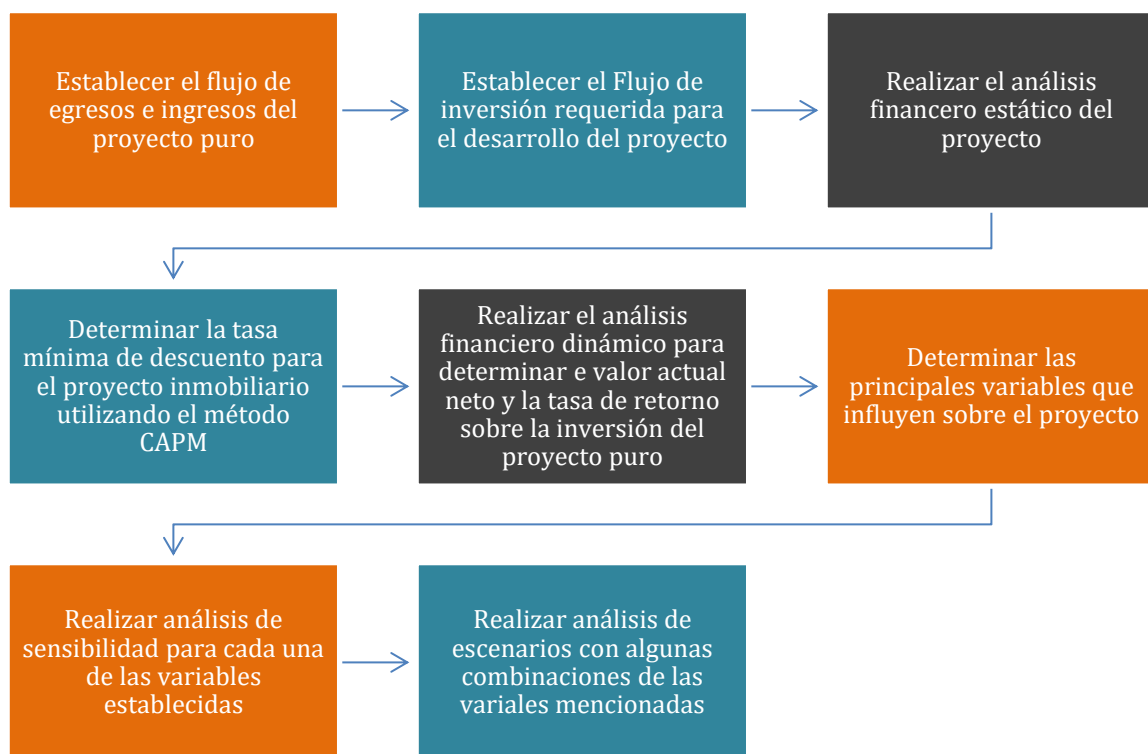 Establecer el flujo de
egresos e ingresos del
proyecto puro
Establecer el Flujo de
inversión requerida para
el desarrollo del proyecto
Realizar el análisis
financero estático del
proyecto
Determinar la tasa
mínima de descuento para
el proyecto inmobiliario
utilizando el método
CAPM
Realizar el análisis
financiero dinámico para
determinar e valor actual
neto y la tasa de retorno
sobre la inversión del
proyecto puro
Determinar las
principales variables que
influyen sobre el proyecto
Realizar análisis de
sensibilidad para cada una
de las variables
establecidas
Realizar análisis de
escenarios con algunas
combinaciones de las
variales mencionadas